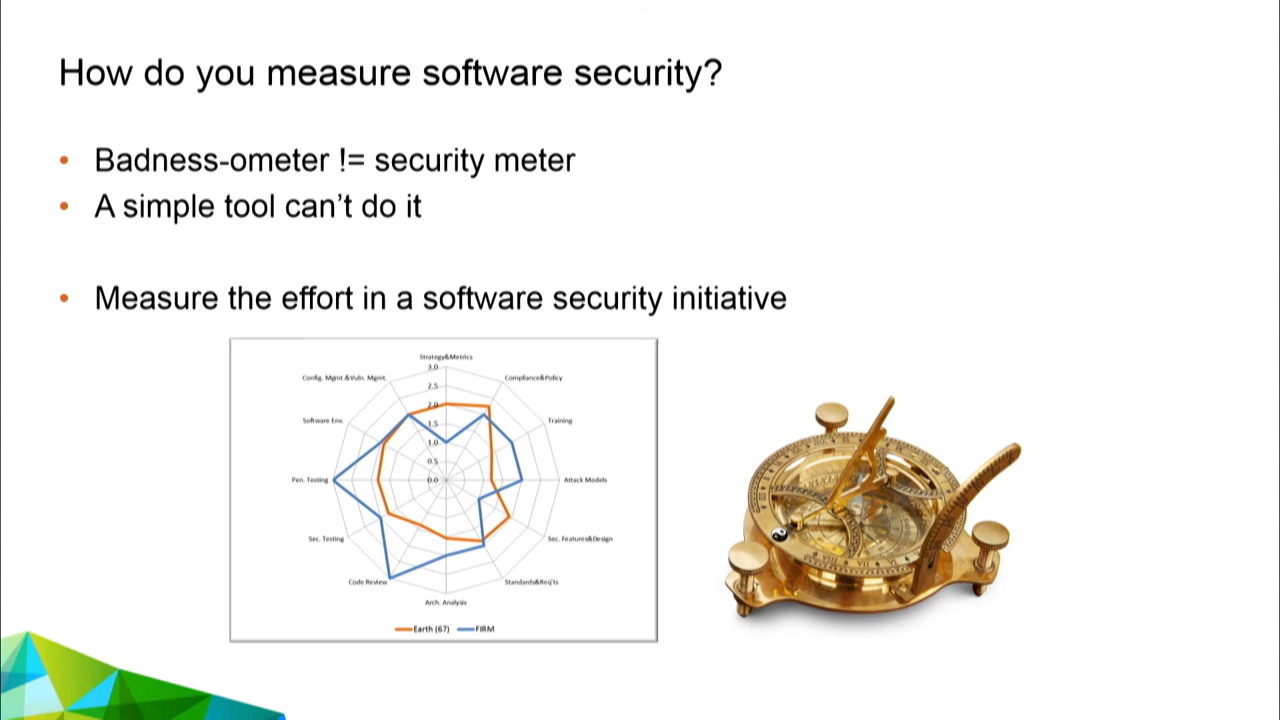 How do you measure software security?
• Badness-ometer != security meter
• A simple tool can't do it
• Measure the effort in a software security initiative
Strategy&Metrics
3.0
Config. Mgmt &Vuln. Mgmt.
Compliance&Policy
2.5
2.0
Software Env.
1.5
Training
1.0
0.5
Pen. Testing
0.0
Attack Models
Sec. Testing
Sec. Features&Design
Code Review
Standards&Req'ts
Arch. Analysis
Earth (67) FIRM